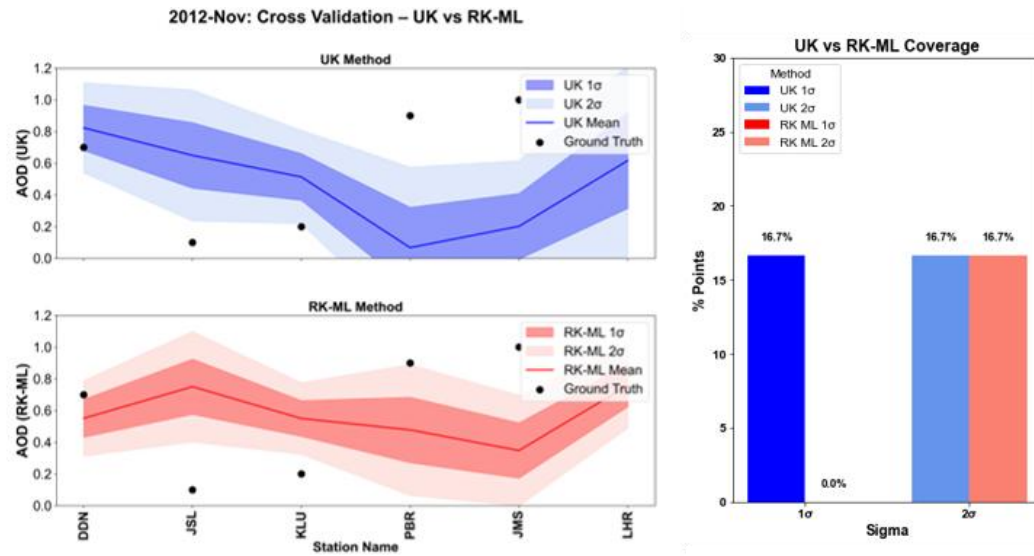 2012-Nov: Cross Validation – UK vs RK-ML
UK Method
1.2
1.0
0.8
0.6
0.4
0.2
0.0
AOD (UK)
UK 1σ
UK 2σ
UK Mean
Ground Truth
RK-ML Method
1.2
1.0
0.8
0.6
0.4
0.2
0.0
AOD (RK-ML)
RK-ML 1σ
RK-ML 2σ
RK-ML Mean
Ground Truth
DDN
JSL
KLU
PBR
JMS
LHR
Station Name
UK vs RK-ML Coverage
30
25
20
15
10
5
0
% Points
Method
UK 1σ
UK 2σ
RK ML 1σ
RK ML 2σ
16.7%
0.0%
16.7%
16.7%
1σ
2σ
Sigma